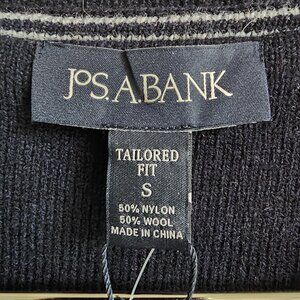 JOS.A.BANK
TAILORED
FIT
S
50% NYLON
50% WOOL
MADE IN CHINA